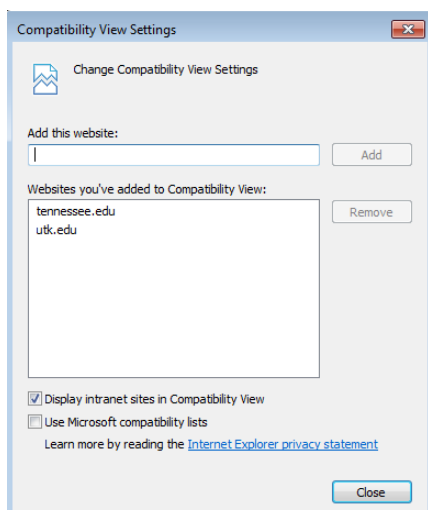 Compatibility View Settings
Change Compatibility View Settings
Add this website:
Add
Websites you've added to Compatibility View:
tennessee.edu
utk.edu
Remove
Display intranet sites in Compatibility View
Use Microsoft compatibility lists
Learn more by reading the Internet Explorer privacy statement
Close